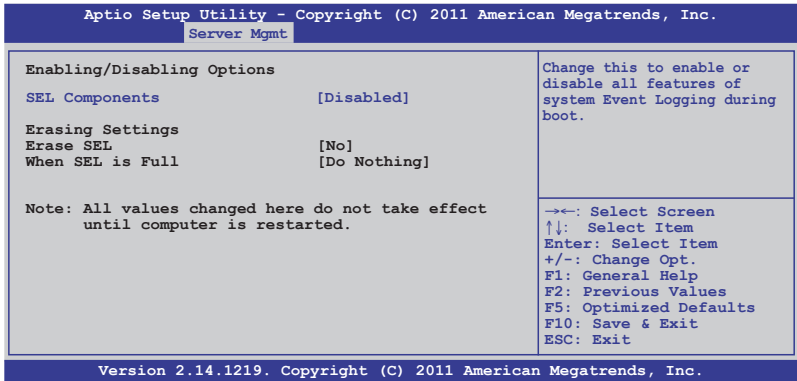 Aptio Setup Utility - Copyright (C) 2011 American Megatrends, Inc.
Server Mgmt
Enabling/Disabling Options
SEL Components [Disabled]
Erasing Settings
Erase SEL [No]
When SEL is Full [Do Nothing]
Note: All values changed here do not take effect
until computer is restarted.
Change this to enable or
disable all features of
system Event Logging during
boot.
→←: Select Screen
↑↓: Select Item
Enter: Select Item
+/-: Change Opt.
F1: General Help
F2: Previous Values
F5: Optimized Defaults
F10: Save & Exit
ESC: Exit
Version 2.14.1219. Copyright (C) 2011 American Megatrends, Inc.